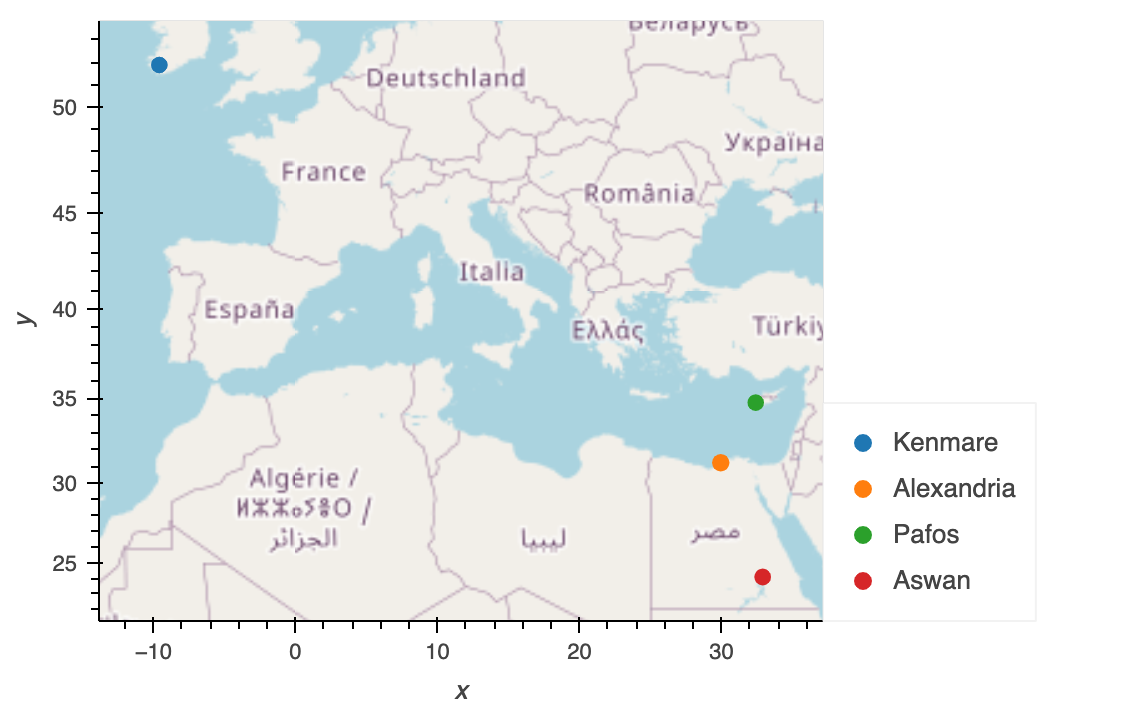 Беларусь
Deutschland
50
Україна
France
România
45
Italia
España
40
Ελλάς
Türkiy
y
35
Kenmare
Algérie /
30
Alexandria
ⵍⵣⵣⴰⵢⴻⵔ /
الجزائر
ليبيا
مصر
Pafos
25
Aswan
−10
0
10
20
30
x